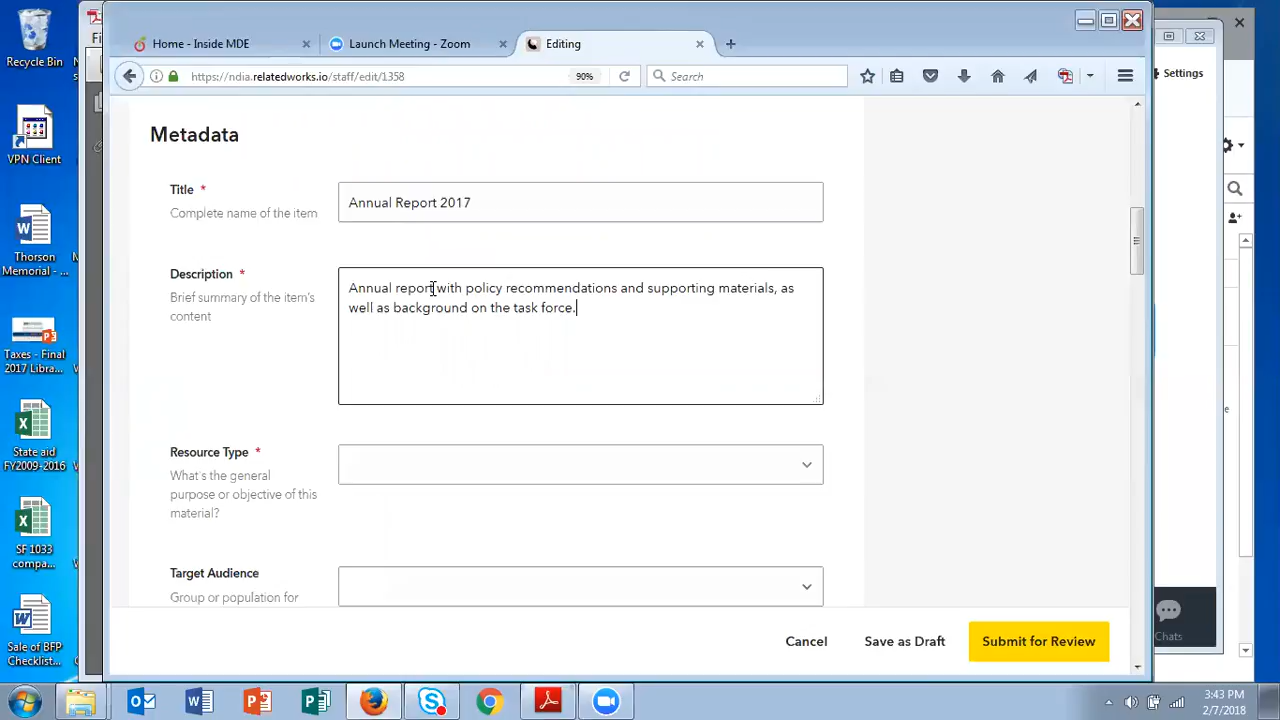 Recycle Bin
VPN Client
Thorson
Memorial - ...
Taxes - Final
2017 Libra...
State aid
FY2009-2016
SF 1033
compa...
Sale of BFP
Checklist...
Home - Inside MDE
Launch Meeting - Zoom
Editing
https://ndia.relatedworks.io/staff/edit/1358
90%
Search
Settings
Metadata
Title *
Complete name of the item
Annual Report 2017
Description *
Brief summary of the item's
content
Annual report with policy recommendations and supporting materials, as
well as background on the task force.
Resource Type *
What's the general
purpose or objective of this
material?
Target Audience
Group or population for
Cancel
Save as Draft
Submit for Review
Chats
3:43 PM
2/7/2018